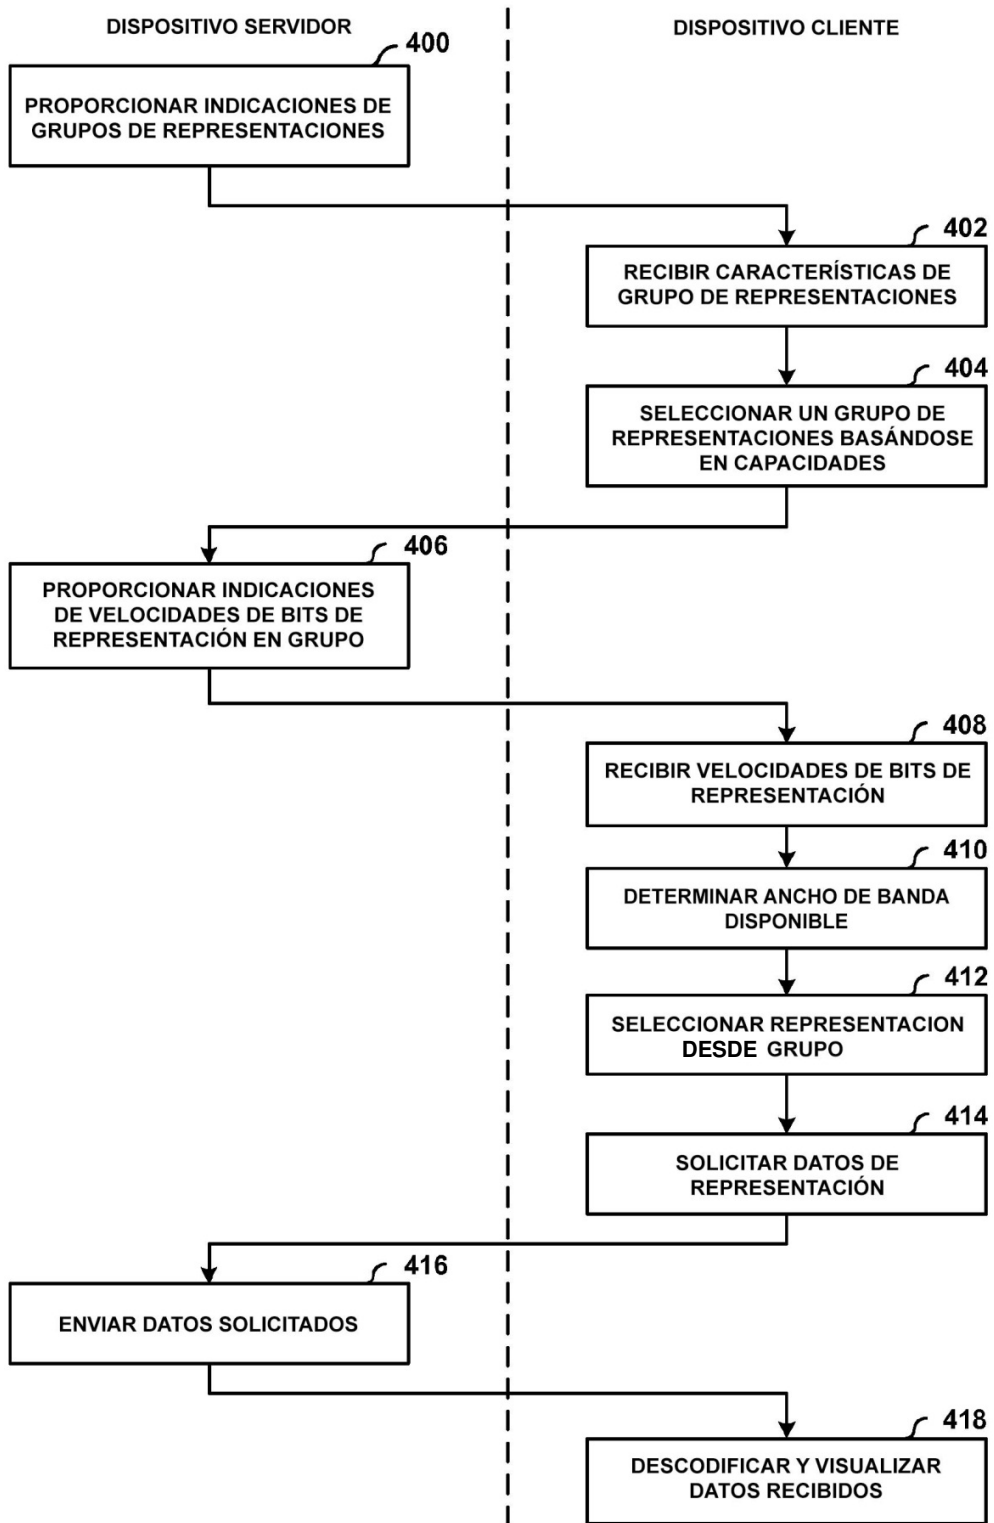 DISPOSITIVO SERVIDOR
DISPOSITIVO CLIENTE
400
PROPORCIONAR INDICACIONES DE
GRUPOS DE REPRESENTACIONES
402
RECIBIR CARACTERÍSTICAS DE
GRUPO DE REPRESENTACIONES
404
SELECCIONAR UN GRUPO DE
REPRESENTACIONES BASÁNDOSE
EN CAPACIDADES
406
PROPORCIONAR INDICACIONES
DE VELOCIDADES DE BITS DE
REPRESENTACIÓN EN GRUPO
408
RECIBIR VELOCIDADES DE BITS DE
REPRESENTACIÓN
410
DETERMINAR ANCHO DE BANDA
DISPONIBLE
412
SELECCIONAR REPRESENTACION
DESDE GRUPO
414
SOLICITAR DATOS DE
REPRESENTACIÓN
416
ENVIAR DATOS SOLICITADOS
418
DESCODIFICAR Y VISUALIZAR
DATOS RECIBIDOS